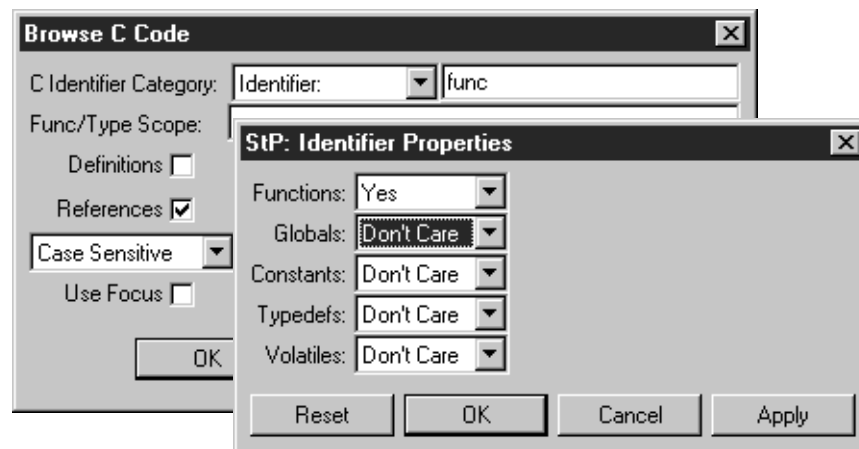 Browse C Code
C Identifier Category: Identifier: func
Func/Type Scope:
StP: Identifier Properties
Definitions
Functions: Yes
References
Globals: Don't Care
Case Sensitive
Constants: Don't Care
Use Focus
Typedefs: Don't Care
Volatiles: Don't Care
OK
Reset OK Cancel Apply